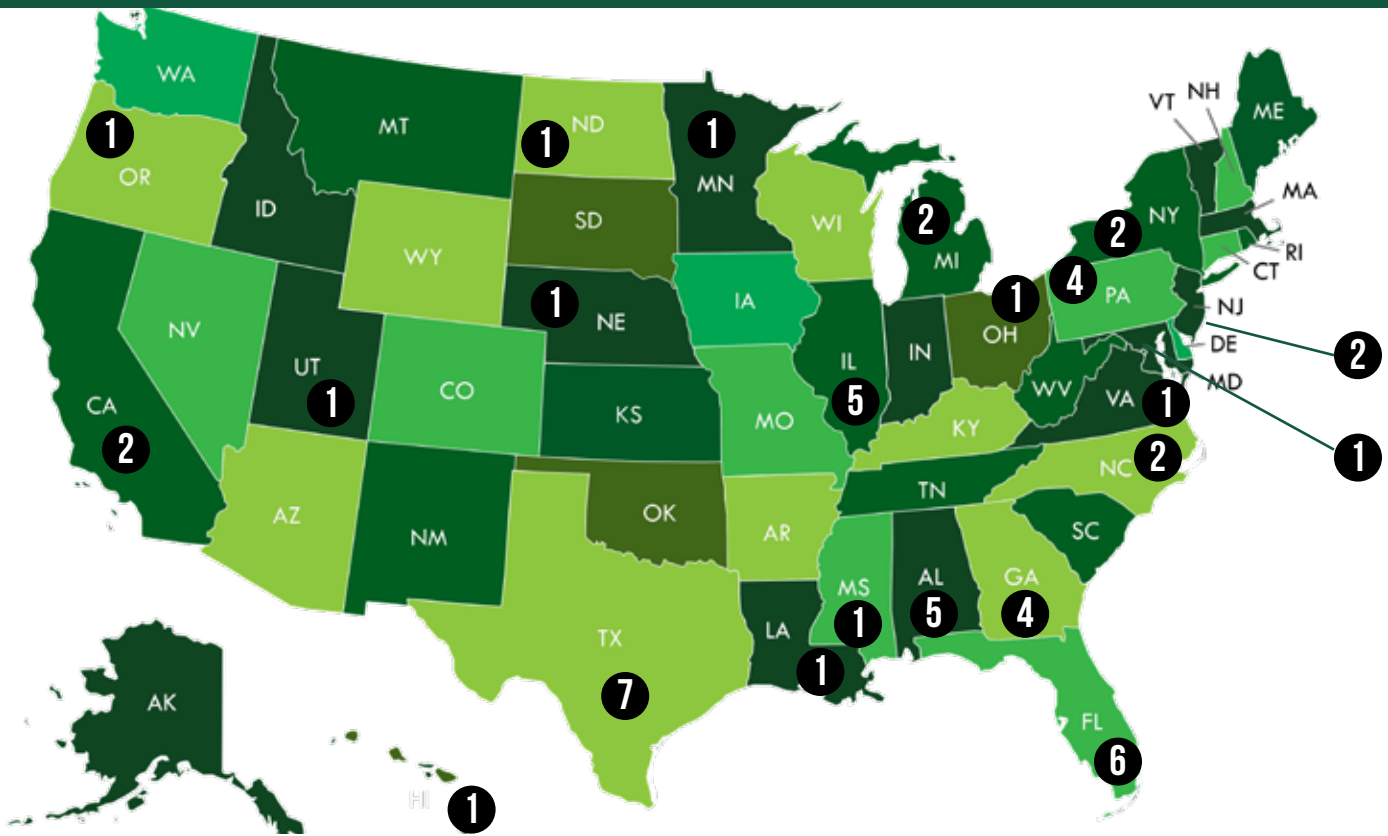 WA
MT
ND
1
1
1
MN
OR
ID
SD
WI
WY
2
MI
VT
NH
ME
MA
NY
2
RI
CT
4
PA
1
OH
NJ
DE
MD
2
1
NE
IA
NV
UT
1
CO
IL
5
IN
WV
VA
1
1
CA
2
KS
MO
KY
NC
2
AZ
NM
OK
AR
TN
SC
MS
1
AL
5
GA
4
TX
7
LA
1
FL
6
AK
HI
1